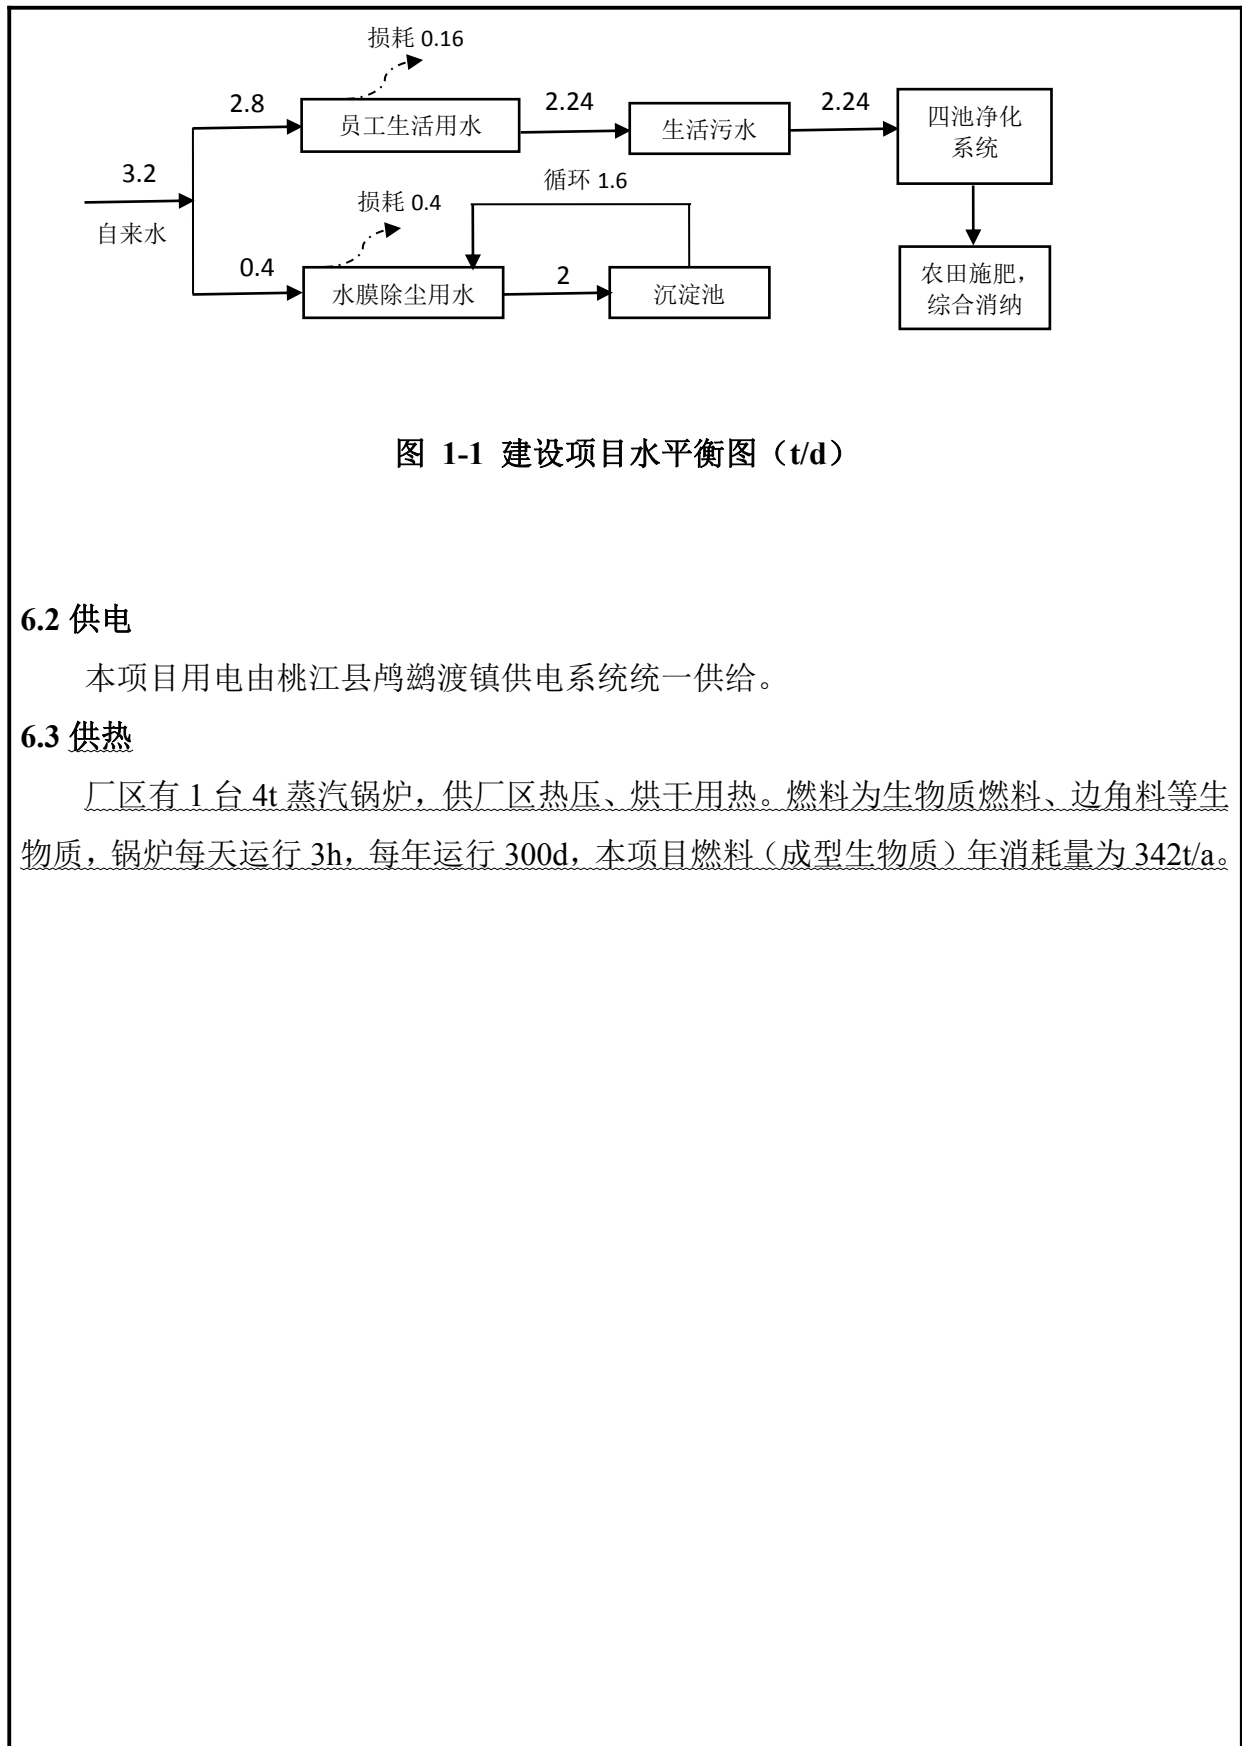 损耗 0.16
2.8
员工生活用水
2.24
生活污水
2.24
四池净化
系统
3.2
自来水
循环 1.6
损耗 0.4
0.4
水膜除尘用水
2
沉淀池
农田施肥，
综合消纳
图 1-1 建设项目水平衡图（t/d）
6.2 供电
本项目用电由桃江县鸬鹚渡镇供电系统统一供给。
6.3 供热
厂区有 1 台 4t 蒸汽锅炉，供厂区热压、烘干用热。燃料为生物质燃料、边角料等生
物质，锅炉每天运行 3h，每年运行 300d，本项目燃料（成型生物质）年消耗量为 342t/a。